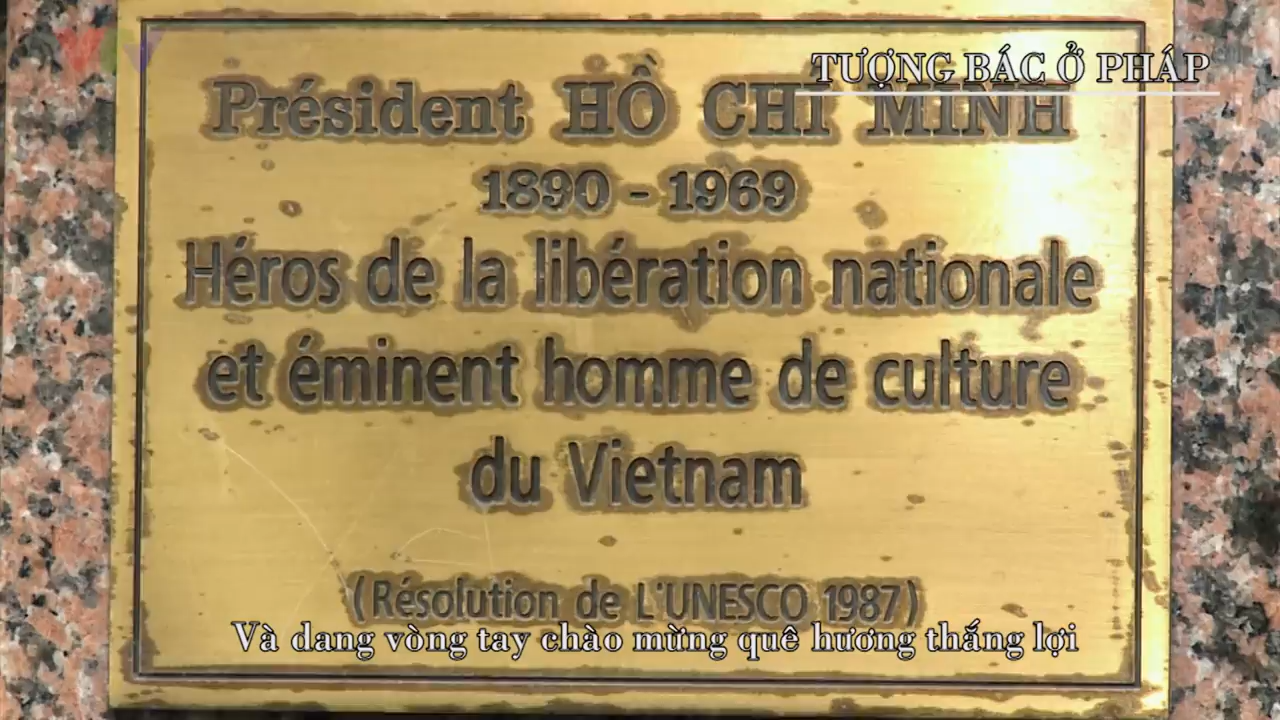 TƯỢNG BÁC Ở PHÁP
Président HỒ CHÍ MINH
1890 - 1969
Héros de la libération nationale
et éminent homme de culture
du Vietnam
(Résolution de L'UNESCO 1987)
Và dang vòng tay chào mừng quê hương thắng lợi